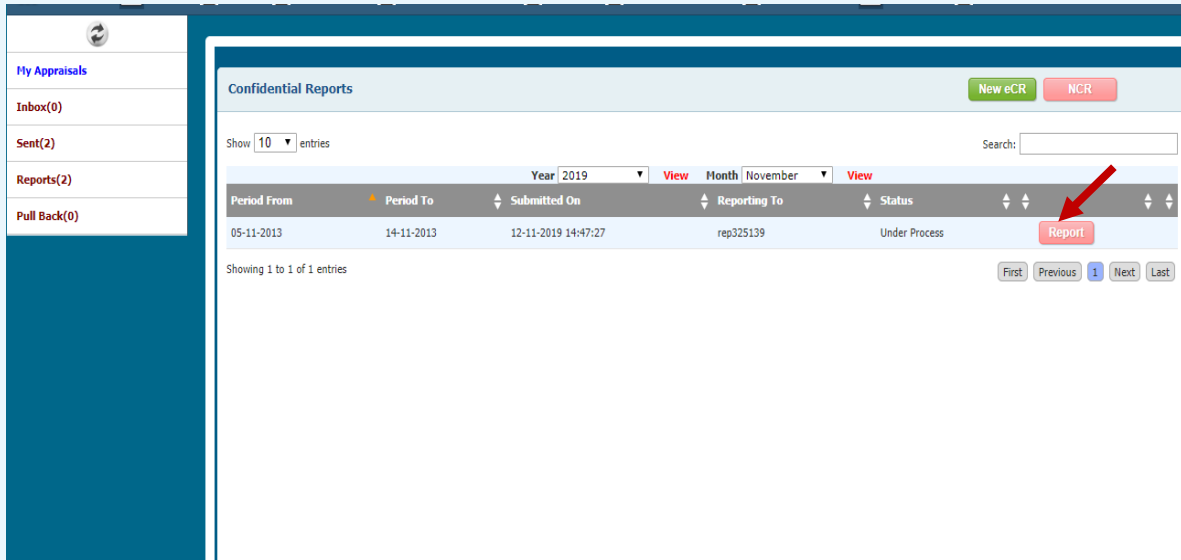 My Appraisals
Inbox(0)
Sent(2)
Reports(2)
Pull Back(0)
Confidential Reports New eCR NCR
Show 10 entries Search:
Year 2019 View Month November View
Period From Period To Submitted On Reporting To Status
05-11-2013 14-11-2013 12-11-2019 14:47:27 rep325139 Under Process Report
Showing 1 to 1 of 1 entries First Previous 1 Next Last